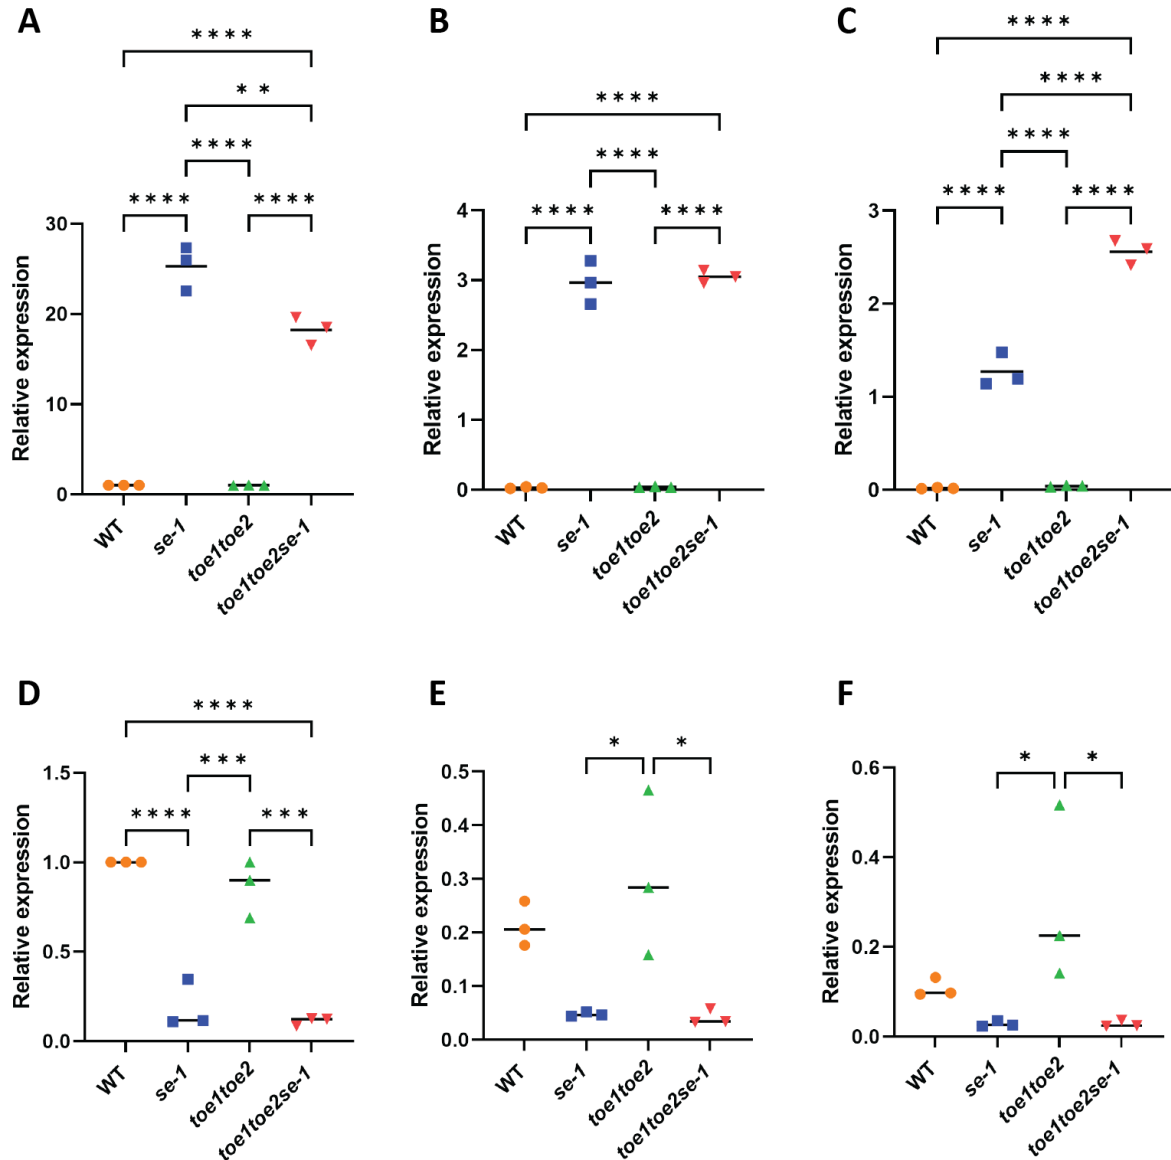 A
* * * *
* *
* * * *
* * * * * * * *
Relative expression
30
20
10
0
WT
se-1
toe1toe2
toe1toe2se-1
B
* * * *
* * * *
* * * * * * * *
Relative expression
4
3
2
1
0
WT
se-1
toe1toe2
toe1toe2se-1
C
* * * *
* * * *
* * * *
* * * * * * * *
Relative expression
3
2
1
0
WT
se-1
toe1toe2
toe1toe2se-1
D
* * * *
* * *
* * * * * * *
Relative expression
1.5
1.0
0.5
0.0
WT
se-1
toe1toe2
toe1toe2se-1
E
* *
Relative expression
0.5
0.4
0.3
0.2
0.1
0.0
WT
se-1
toe1toe2
toe1toe2se-1
F
* *
Relative expression
0.6
0.4
0.2
0.0
WT
se-1
toe1toe2
toe1toe2se-1